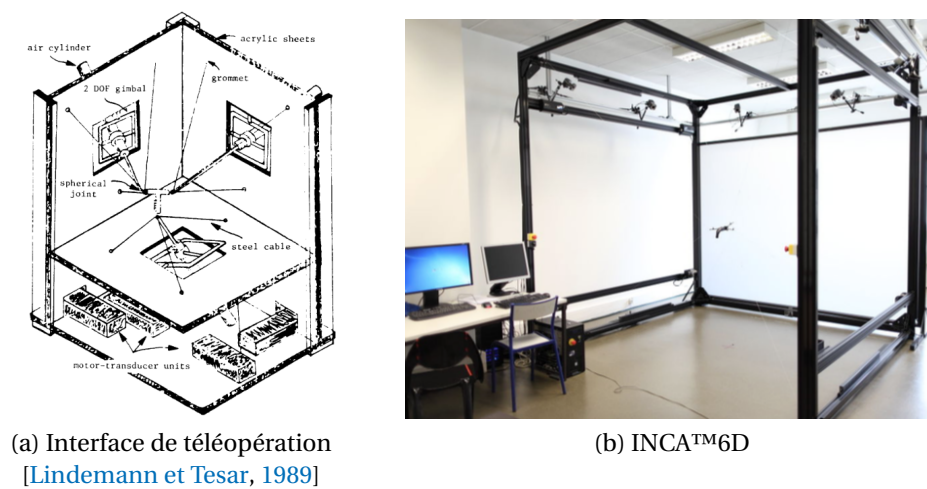 air cylinder
acrylic sheets
grommet
2 DOF gimbal
spherical
joint
steel cable
motor-transducer units
(a) Interface de téléopération
[Lindemann et Tesar, 1989]
(b) INCA™6D